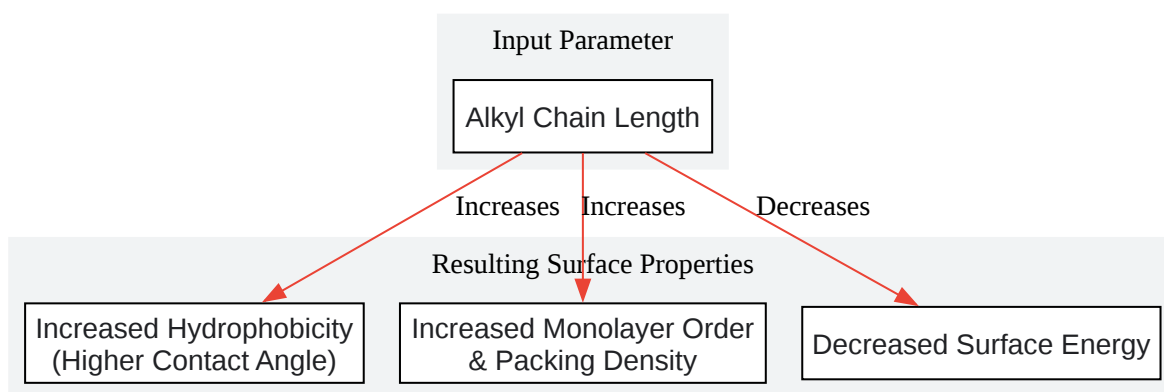 Input Parameter
Alkyl Chain Length
Increases
Increases
Decreases
Resulting Surface Properties
Increased Hydrophobicity
(Higher Contact Angle)
Increased Monolayer Order
& Packing Density
Decreased Surface Energy